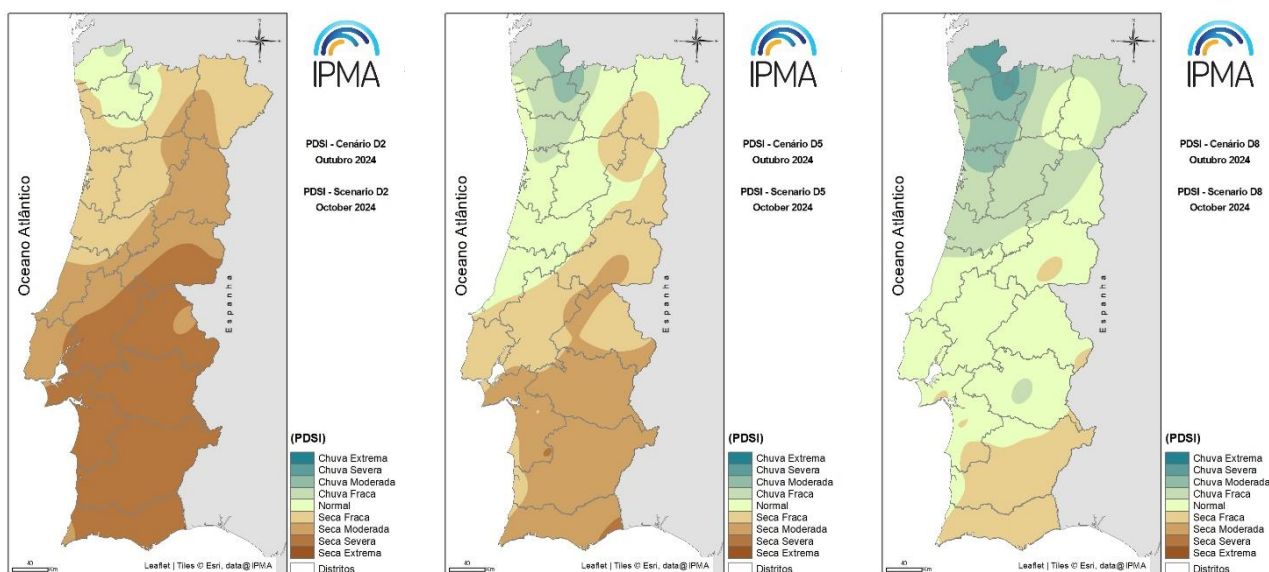 N
IPMA
PDSI - Cenário D2
Outubro 2024
PDSI - Scenario D2
October 2024
Oceano Atlântico
Espanha
(PDSI)
Chuva Extrema
Chuva Severa
Chuva Moderada
Chuva Fraca
Normal
Seca Fraca
Seca Moderada
Seca Severa
Seca Extrema
Distritos
40
Km
Leaflet | Tiles © Esri, data@ IPMA
N
IPMA
PDSI - Cenário D5
Outubro 2024
PDSI - Scenario D5
October 2024
Oceano Atlântico
Espanha
(PDSI)
Chuva Extrema
Chuva Severa
Chuva Moderada
Chuva Fraca
Normal
Seca Fraca
Seca Moderada
Seca Severa
Seca Extrema
Distritos
40
Km
Leaflet | Tiles © Esri, data@ IPMA
N
IPMA
PDSI - Cenário D8
Outubro 2024
PDSI - Scenario D8
October 2024
Oceano Atlântico
Espanha
(PDSI)
Chuva Extrema
Chuva Severa
Chuva Moderada
Chuva Fraca
Normal
Seca Fraca
Seca Moderada
Seca Severa
Seca Extrema
Distritos
40
Km
Leaflet | Tiles © Esri, data@ IPMA